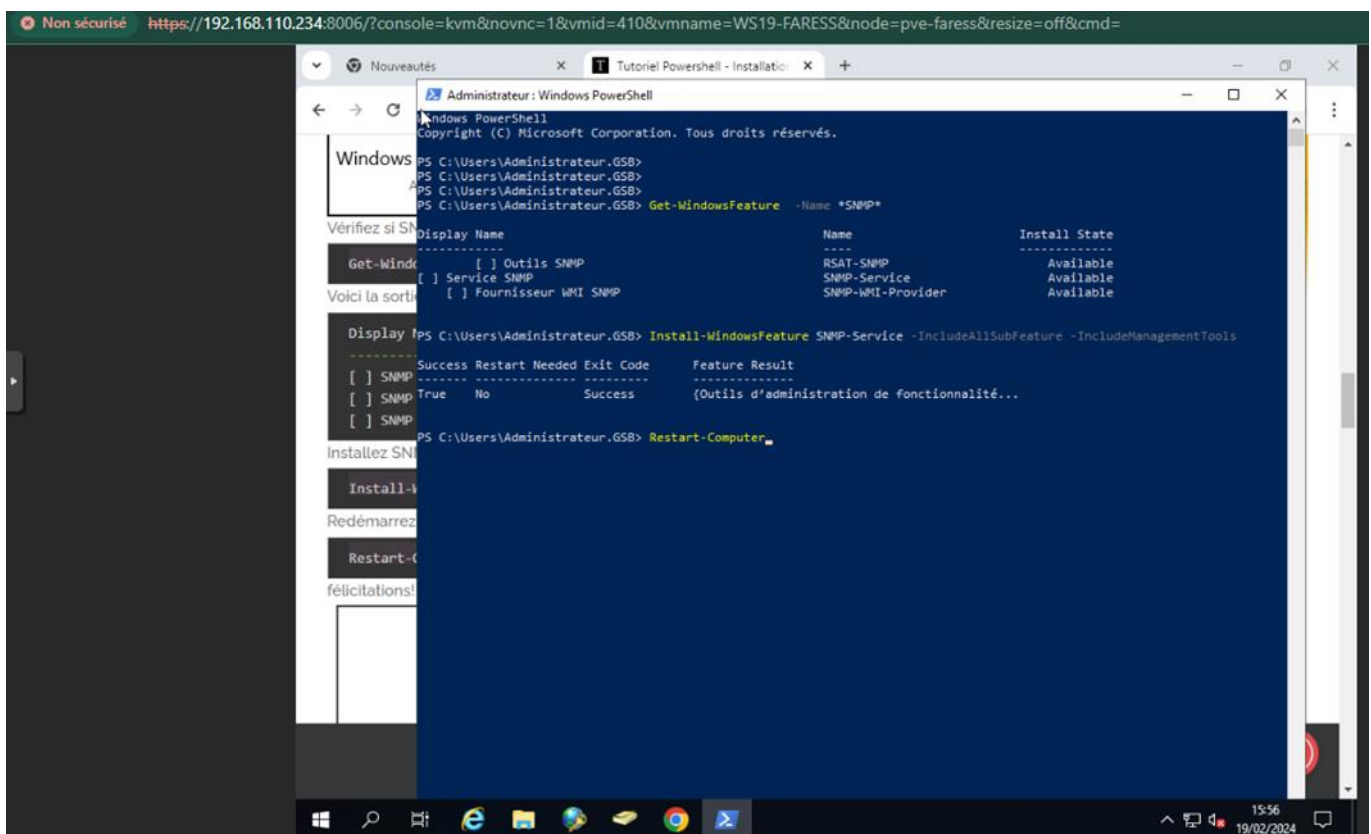 Non sécurisé https://192.168.110.234:8006/?console=kvm&novnc=1&vmid=410&vmname=WS19-FARESS&node=pve-faress&resize=off&cmd=
Nouveautés
Tutoriel Powershell - Installatio
Administrateur : Windows PowerShell
Windows PowerShell
Copyright (C) Microsoft Corporation. Tous droits réservés.
PS C:\Users\Administrateur.GSB>
PS C:\Users\Administrateur.GSB>
PS C:\Users\Administrateur.GSB>
PS C:\Users\Administrateur.GSB> Get-WindowsFeature -Name *SNMP*
Display Name Name Install State
------------ ---- -------------
[ ] Outils SNMP RSAT-SNMP Available
[ ] Service SNMP SNMP-Service Available
[ ] Fournisseur WMI SNMP SNMP-WMI-Provider Available
PS C:\Users\Administrateur.GSB> Install-WindowsFeature SNMP-Service -IncludeAllSubFeature -IncludeManagementTools
Success Restart Needed Exit Code Feature Result
------- -------------- --------- --------------
True No Success {Outils d'administration de fonctionnalité...
PS C:\Users\Administrateur.GSB> Restart-Computer
Windows
A
Vérifiez si SN
Get-Windo
Voici la sorti
Display N
[ ] SNMP
[ ] SNMP
[ ] SNMP
Installez SN
Install-W
Redémarrez
Restart-C
félicitations!
15:56
19/02/2024